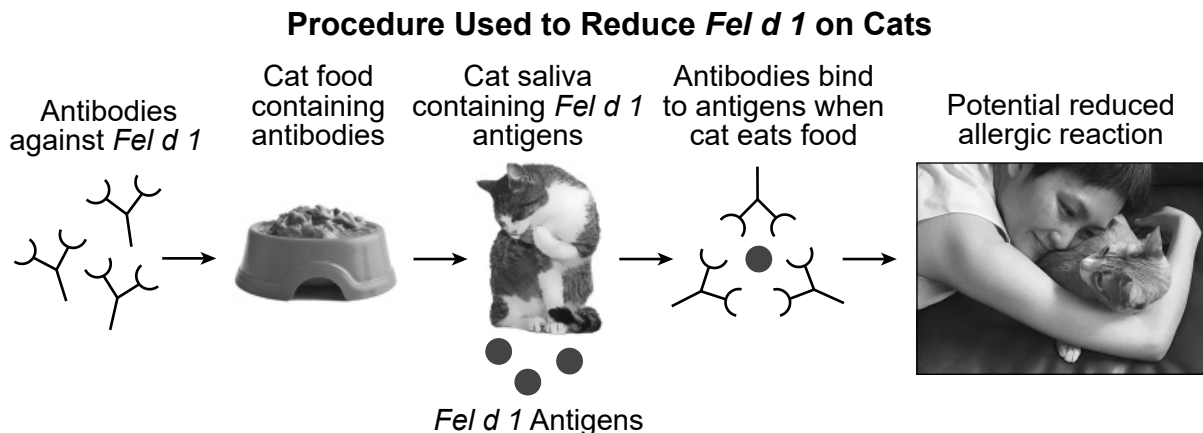 Procedure Used to Reduce Fel d 1 on Cats
Antibodies
against Fel d 1
Cat food
containing
antibodies
Cat saliva
containing Fel d 1
antigens
Antibodies bind
to antigens when
cat eats food
Potential reduced
allergic reaction
Fel d 1 Antigens